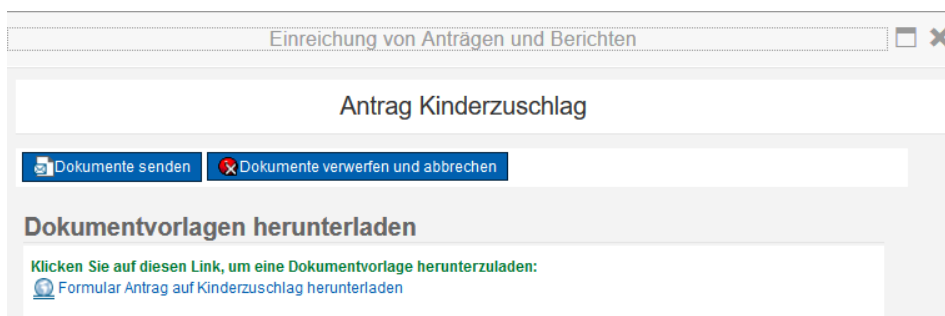 Einreichung von Anträgen und Berichten
Antrag Kinderzuschlag
Dokumente senden Dokumente verwerfen und abbrechen
Dokumentvorlagen herunterladen
Klicken Sie auf diesen Link, um eine Dokumentvorlage herunterzuladen:
Formular Antrag auf Kinderzuschlag herunterladen